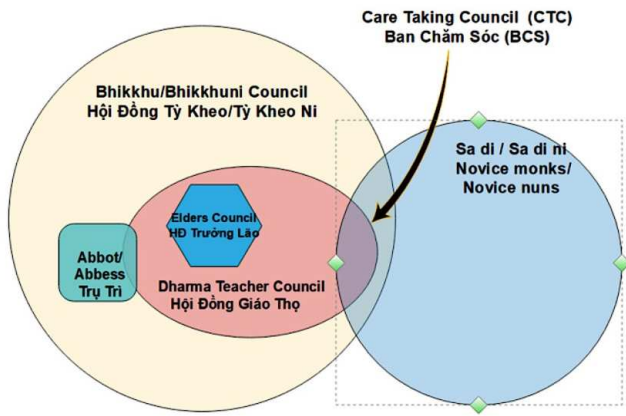 Care Taking Council (CTC)
Ban Chăm Sóc (BCS)
Bhikkhu/Bhikkhuni Council
Hội Đồng Tỳ Kheo/Tỳ Kheo Ni
Sa di / Sa di ni
Novice monks/
Novice nuns
Elders Council
HĐ Trưởng Lão
Abbot/
Abbess
Trụ Trì
Dharma Teacher Council
Hội Đồng Giáo Thọ